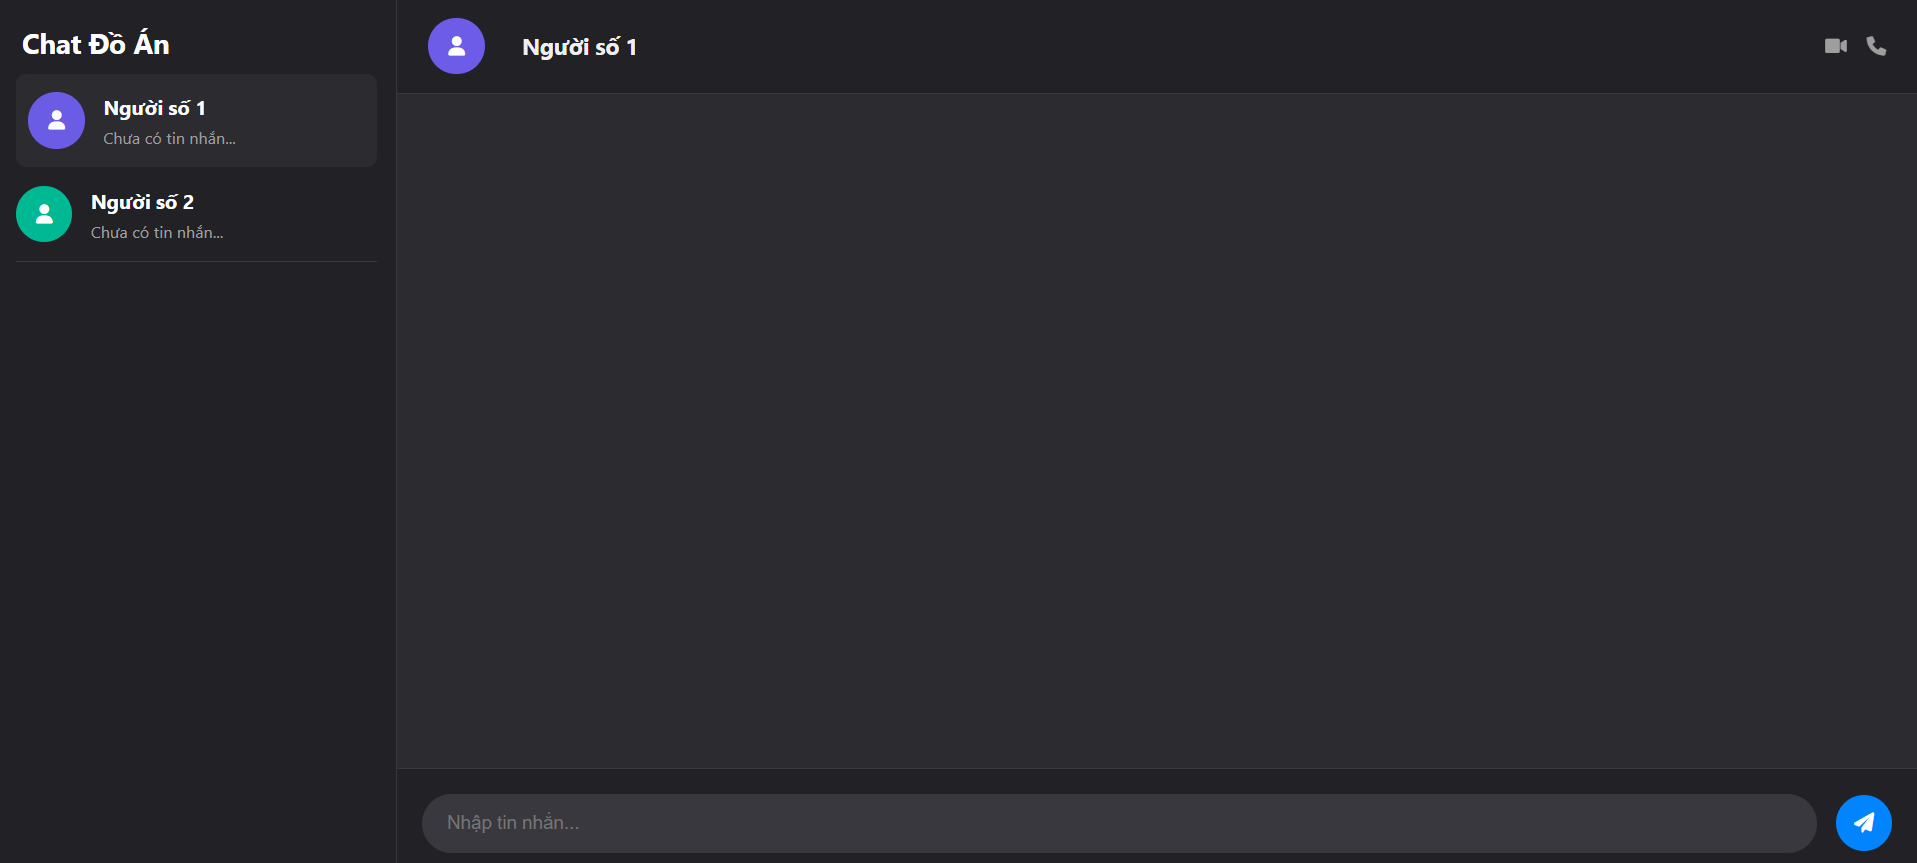 Chat Đồ Án
Người số 1
Chưa có tin nhắn...
Người số 2
Chưa có tin nhắn...
Người số 1
Nhập tin nhắn...